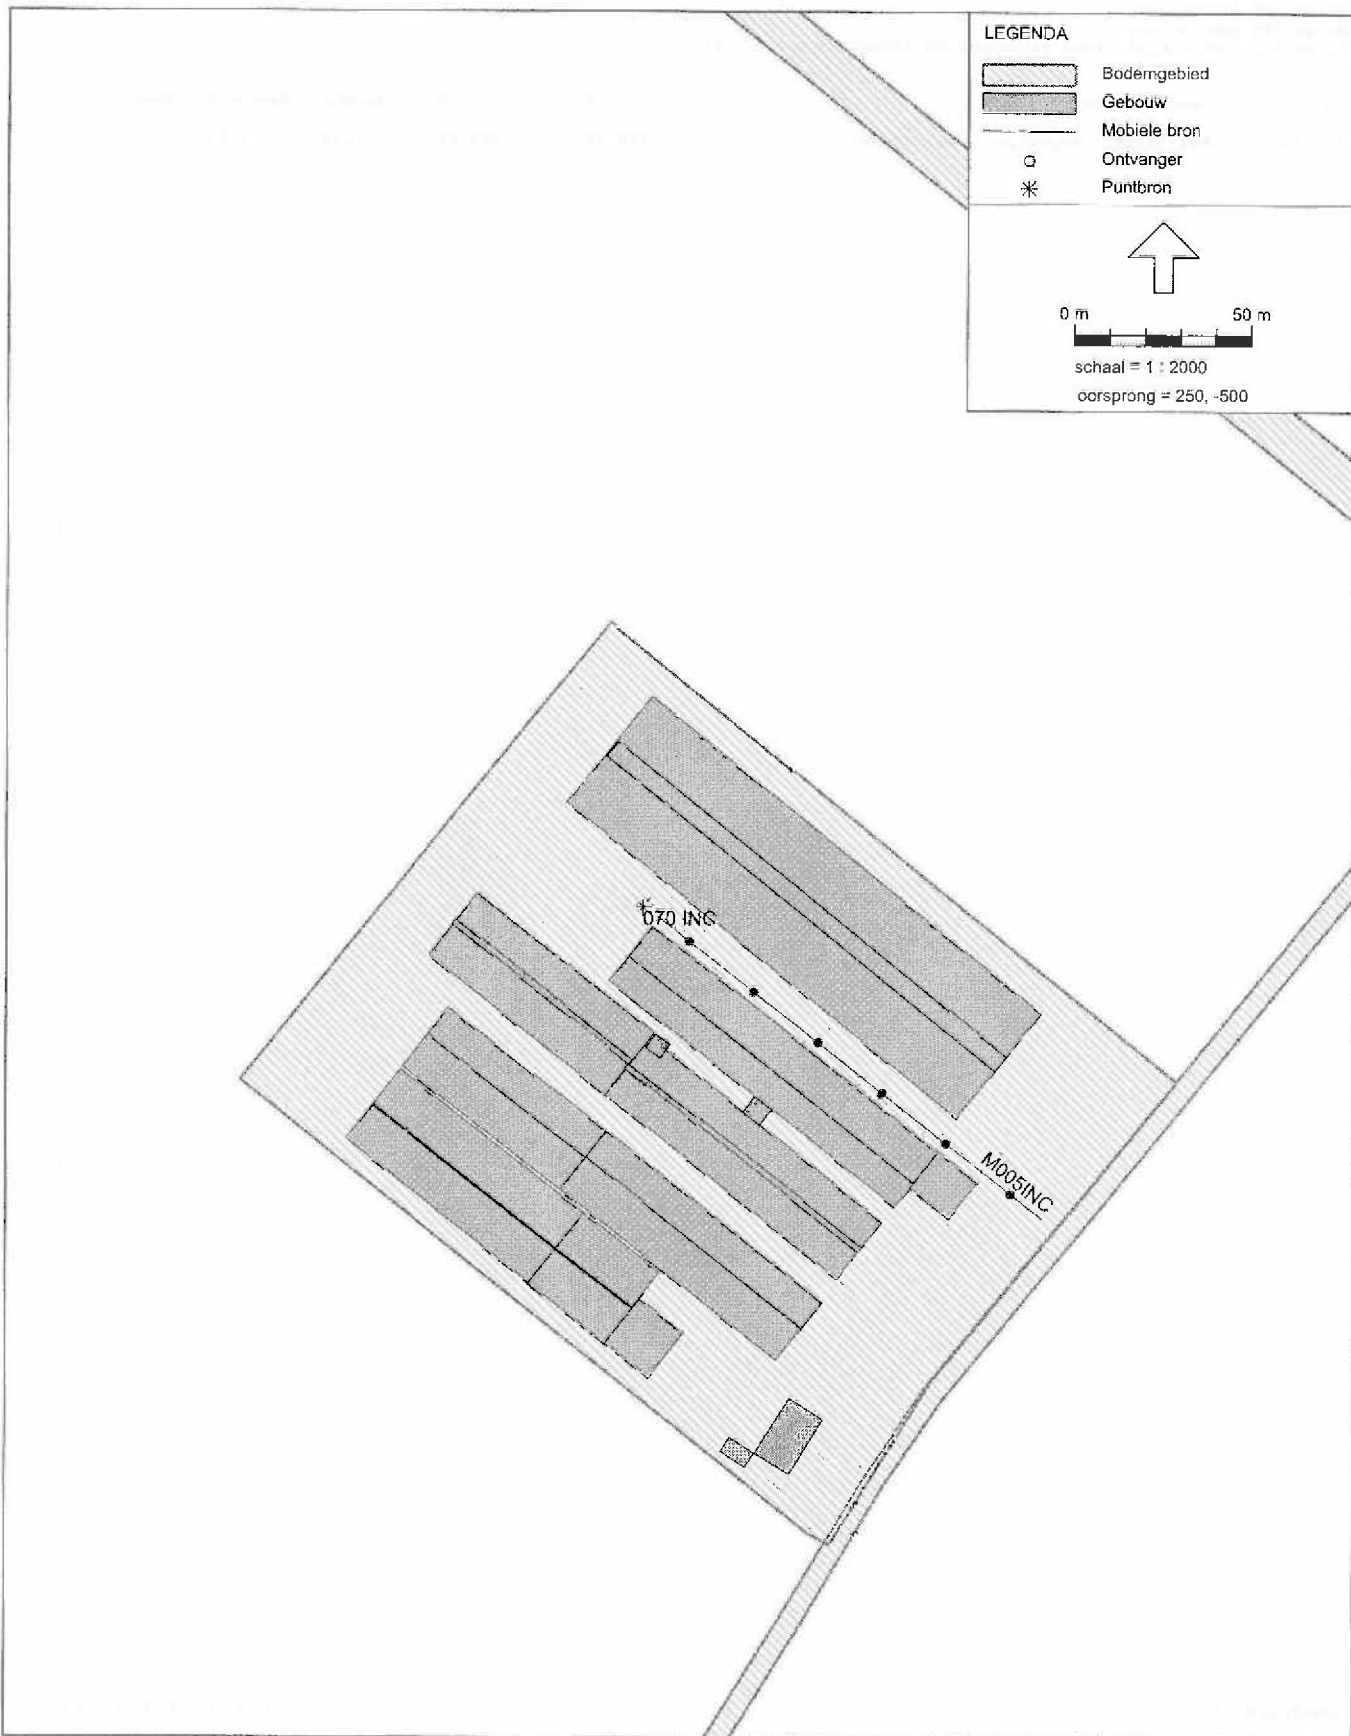 LEGENDA
Bodemgebied
Gebouw
Mobiele bron
Ontvanger
Puntbron
0 m 50 m
schaal = 1 : 2000
oorsprong = 250, -500
070 INC
M005INC